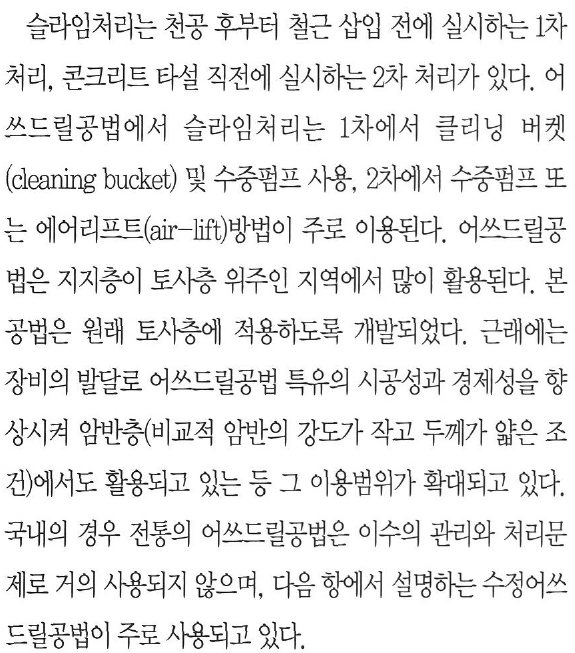 슬라임처리는 천공 후부터 철근 삽입 전에 실시하는 1차
처리, 콘크리트 타설 직전에 실시하는 2차 처리가 있다. 어
쓰드릴공법에서 슬라임처리는 1차에서 클리닝 버켓
(cleaning bucket) 및 수중펌프 사용, 2차에서 수중펌프 또
는 에어리프트(air-lift)방법이 주로 이용된다. 어쓰드릴공
법은 지지층이 토사층 위주인 지역에서 많이 활용된다. 본
공법은 원래 토사층에 적용하도록 개발되었다. 근래에는
장비의 발달로 어쓰드릴공법 특유의 시공성과 경제성을 향
상시켜 암반층(비교적 암반의 강도가 작고 두께가 얇은 조
건)에서도 활용되고 있는 등 그 이용범위가 확대되고 있다.
국내의 경우 전통의 어쓰드릴공법은 이수의 관리와 처리문
제로 거의 사용되지 않으며, 다음 항에서 설명하는 수정어쓰
드릴공법이 주로 사용되고 있다.